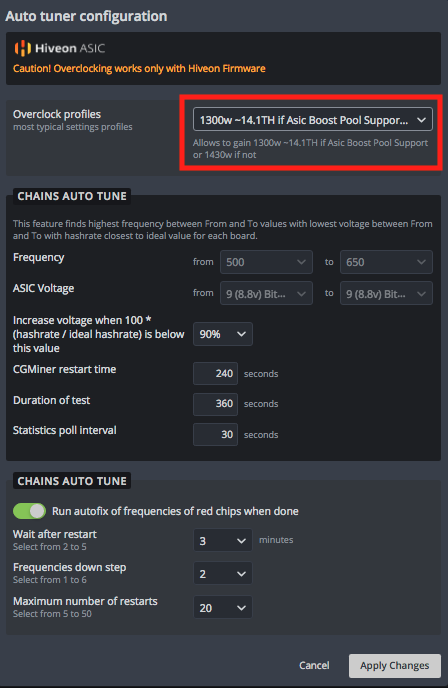 Auto tuner configuration
Hiveon ASIC
Caution! Overclocking works only with Hiveon Firmware
Overclock profiles
most typical settings profiles
1300w ~14.1TH if Asic Boost Pool Suppor...
Allows to gain 1300w ~14.1TH if Asic Boost Pool Support
or 1430w if not
CHAINS AUTO TUNE
This feature finds highest frequency between From and To values with lowest voltage between From
and To with hashrate closest to ideal value for each board.
Frequency from 500 to 650
ASIC Voltage from 9 (8.8v) Bit... to 9 (8.8v) Bit...
Increase voltage when 100 *
(hashrate / ideal hashrate) is below
this value
90%
CGMiner restart time 240 seconds
Duration of test 360 seconds
Statistics poll interval 30 seconds
CHAINS AUTO TUNE
Run autofix of frequencies of red chips when done
Wait after restart
Select from 2 to 5
3 minutes
Frequencies down step
Select from 1 to 6
2
Maximum number of restarts
Select from 5 to 50
20
Cancel Apply Changes